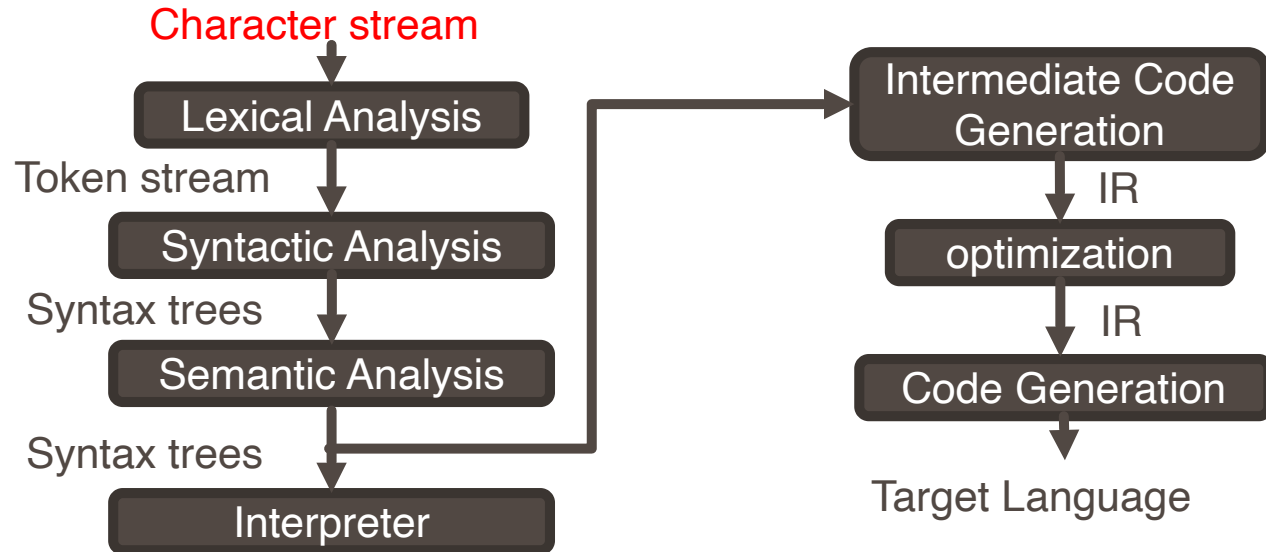 Character stream
Lexical Analysis
Token stream
Syntactic Analysis
Syntax trees
Semantic Analysis
Syntax trees
Interpreter
Intermediate Code
Generation
IR
optimization
IR
Code Generation
Target Language